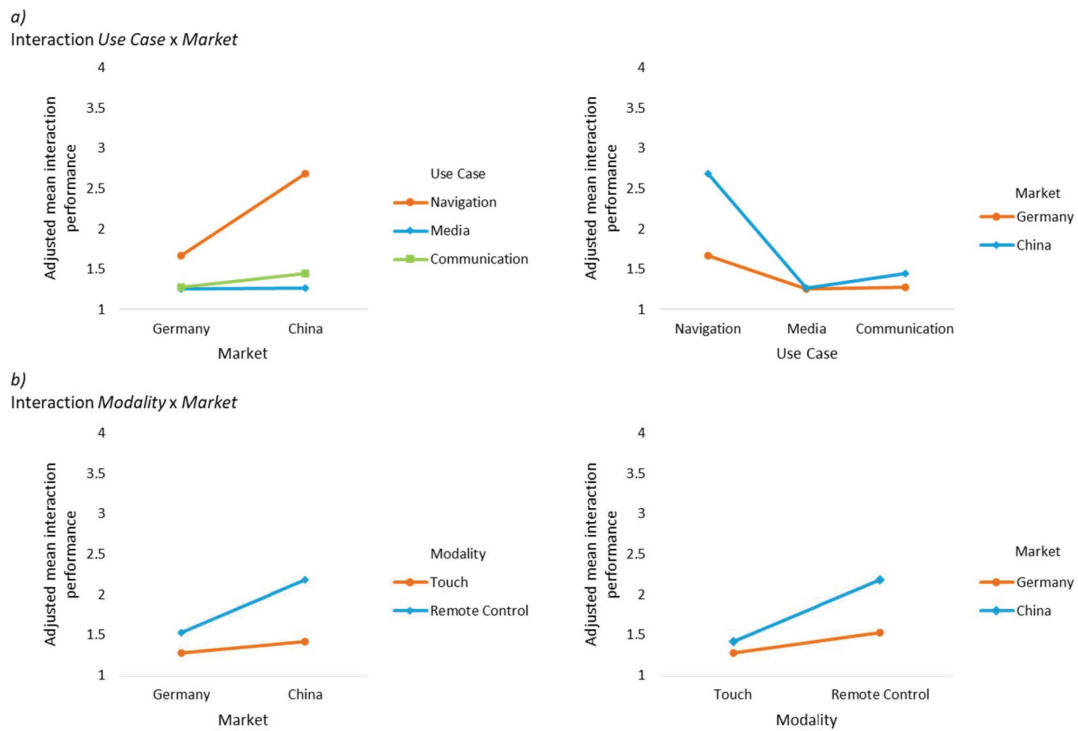 a)
Interaction Use Case x Market
Adjusted mean interaction
performance
4
3.5
3
2.5
2
1.5
1
Germany
China
Market
Use Case
Navigation
Media
Communication
Adjusted mean interaction
performance
4
3.5
3
2.5
2
1.5
1
Navigation
Media
Communication
Use Case
Market
Germany
China
b)
Interaction Modality x Market
Adjusted mean interaction
performance
4
3.5
3
2.5
2
1.5
1
Germany
China
Market
Modality
Touch
Remote Control
Adjusted mean interaction
performance
4
3.5
3
2.5
2
1.5
1
Touch
Remote Control
Modality
Market
Germany
China